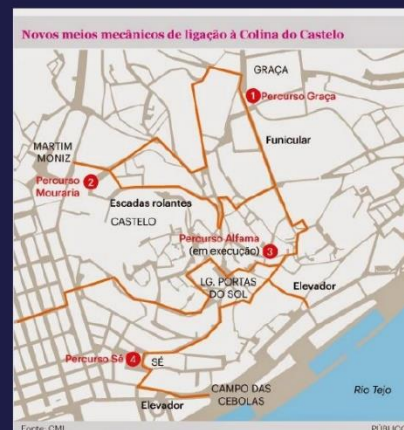 Novos meios mecânicos de ligação à Colina do Castelo
GRAÇA
1 Percurso Graça
Funicular
MARTIM
MONIZ
Percurso
Mouraria
2
Escadas rolantes
CASTELO
Percurso Alfama
(em execução)
3
LG. PORTAS
DO SOL
Elevador
Percurso Sé 4
SÉ
CAMPO DAS
CEBOLAS
Elevador
Rio Tejo
Fonte: CML
PÚBLICO